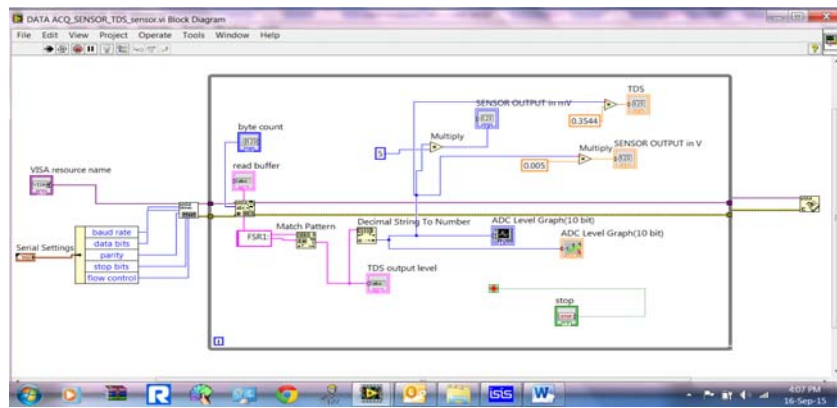 DATA ACQ_SENSOR_TDS_sensor.vi Block Diagram
File Edit View Project Operate Tools Window Help
TDS
SENSOR OUTPUT in mV
0.3544
byte count
Multiply
5
Multiply
SENSOR OUTPUT in V
0.005
read buffer
VISA resource name
Match Pattern
Decimal String To Number
ADC Level Graph(10 bit)
FSR1:
ADC Level Graph(10 bit)
Serial Settings
baud rate
data bits
parity
stop bits
flow control
TDS output level
stop
i
R
isis
W
4:07 PM
16-Sep-15